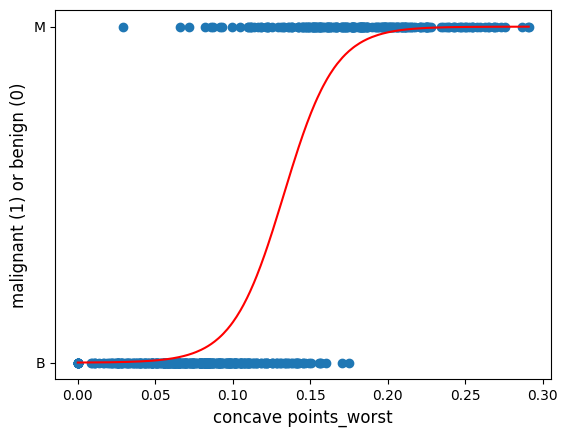 M
B
malignant (1) or benign (0)
0.00 0.05 0.10 0.15 0.20 0.25 0.30
concave points_worst